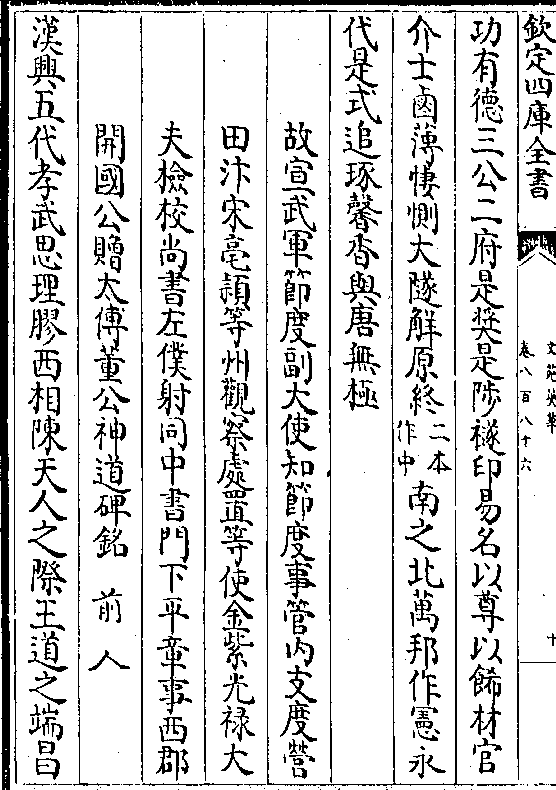 欽定四庫全書
文苑英華
卷八百八十六
十
功有德三公二府是奨是陟襚印易名以尊以餙材官
介士鹵薄悽惻大隧鮮原終二本作中南之北萬邦作憲永
代是式追琢馨香與唐無極
故宣武軍節度副大使知節度事管内支度營
田汴宋亳頴等州觀察處置等使金紫光禄大
夫檢校尚書左僕射同中書門下平章事西郡
開國公贈太傅董公神道碑銘 前人
漢興五代孝武思理膠西相陳天人之際王道之端曰